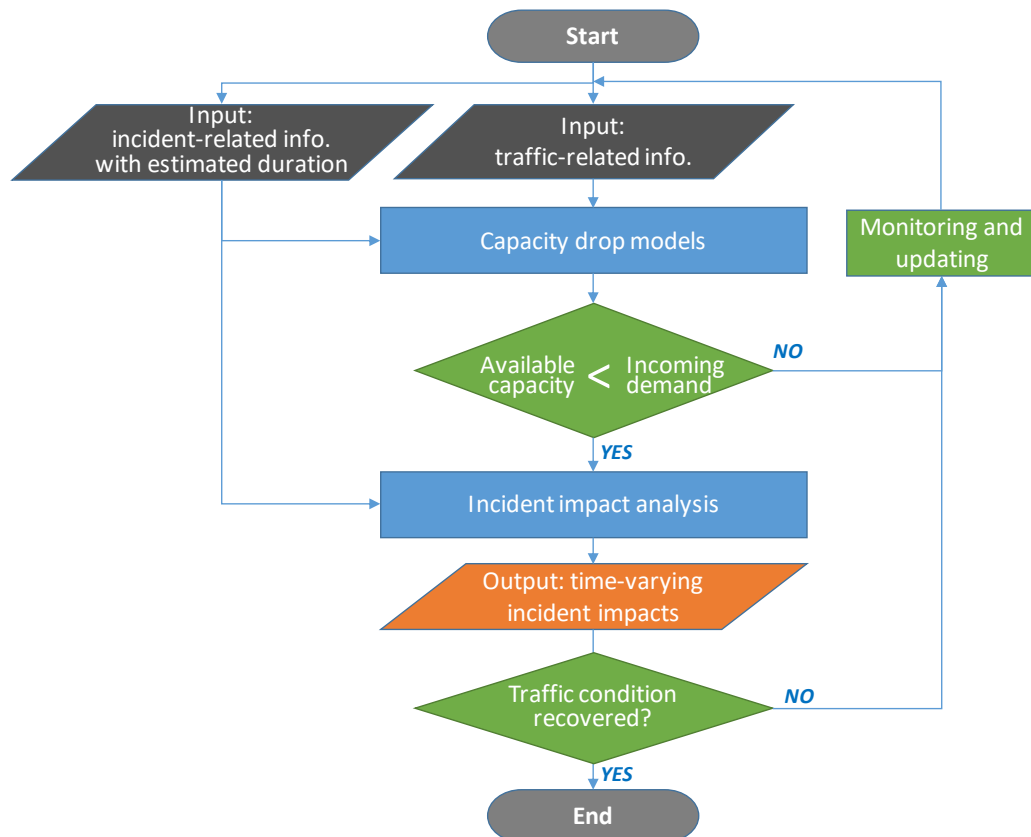 Start
Input:
incident-related info.
with estimated duration
Input:
traffic-related info.
Capacity drop models
Monitoring and
updating
Available
capacity
<
Incoming
demand
NO
YES
Incident impact analysis
Output: time-varying
incident impacts
Traffic condition
recovered?
NO
YES
End